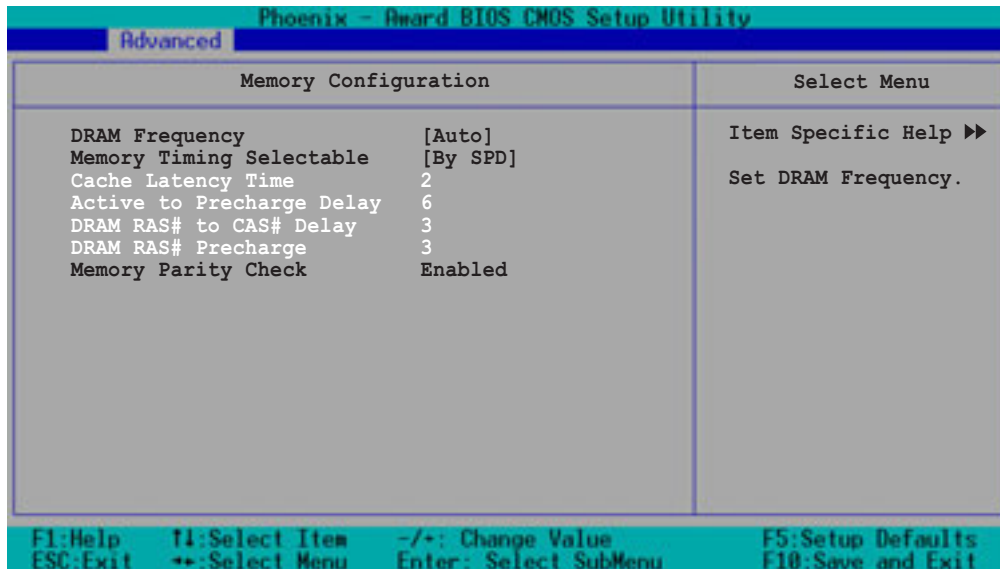 Phoenix - Award BIOS CMOS Setup Utility
Advanced
Memory Configuration
Select Menu
DRAM Frequency [Auto]
Memory Timing Selectable [By SPD]
Cache Latency Time 2
Active to Precharge Delay 6
DRAM RAS# to CAS# Delay 3
DRAM RAS# Precharge 3
Memory Parity Check Enabled
Item Specific Help ▶▶
Set DRAM Frequency.
F1:Help ↑↓:Select Item -/+: Change Value F5:Setup Defaults
ESC:Exit →←:Select Menu Enter: Select SubMenu F10:Save and Exit